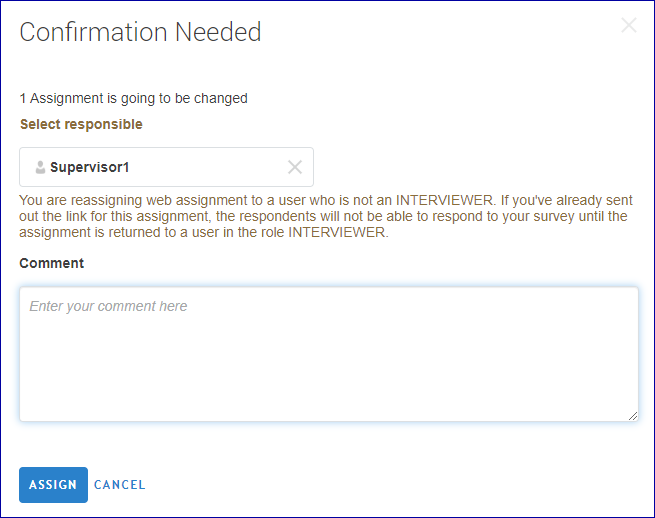 Confirmation Needed
1 Assignment is going to be changed
Select responsible
Supervisor1
You are reassigning web assignment to a user who is not an INTERVIEWER. If you've already sent
out the link for this assignment, the respondents will not be able to respond to your survey until the
assignment is returned to a user in the role INTERVIEWER.
Comment
Enter your comment here
ASSIGN CANCEL